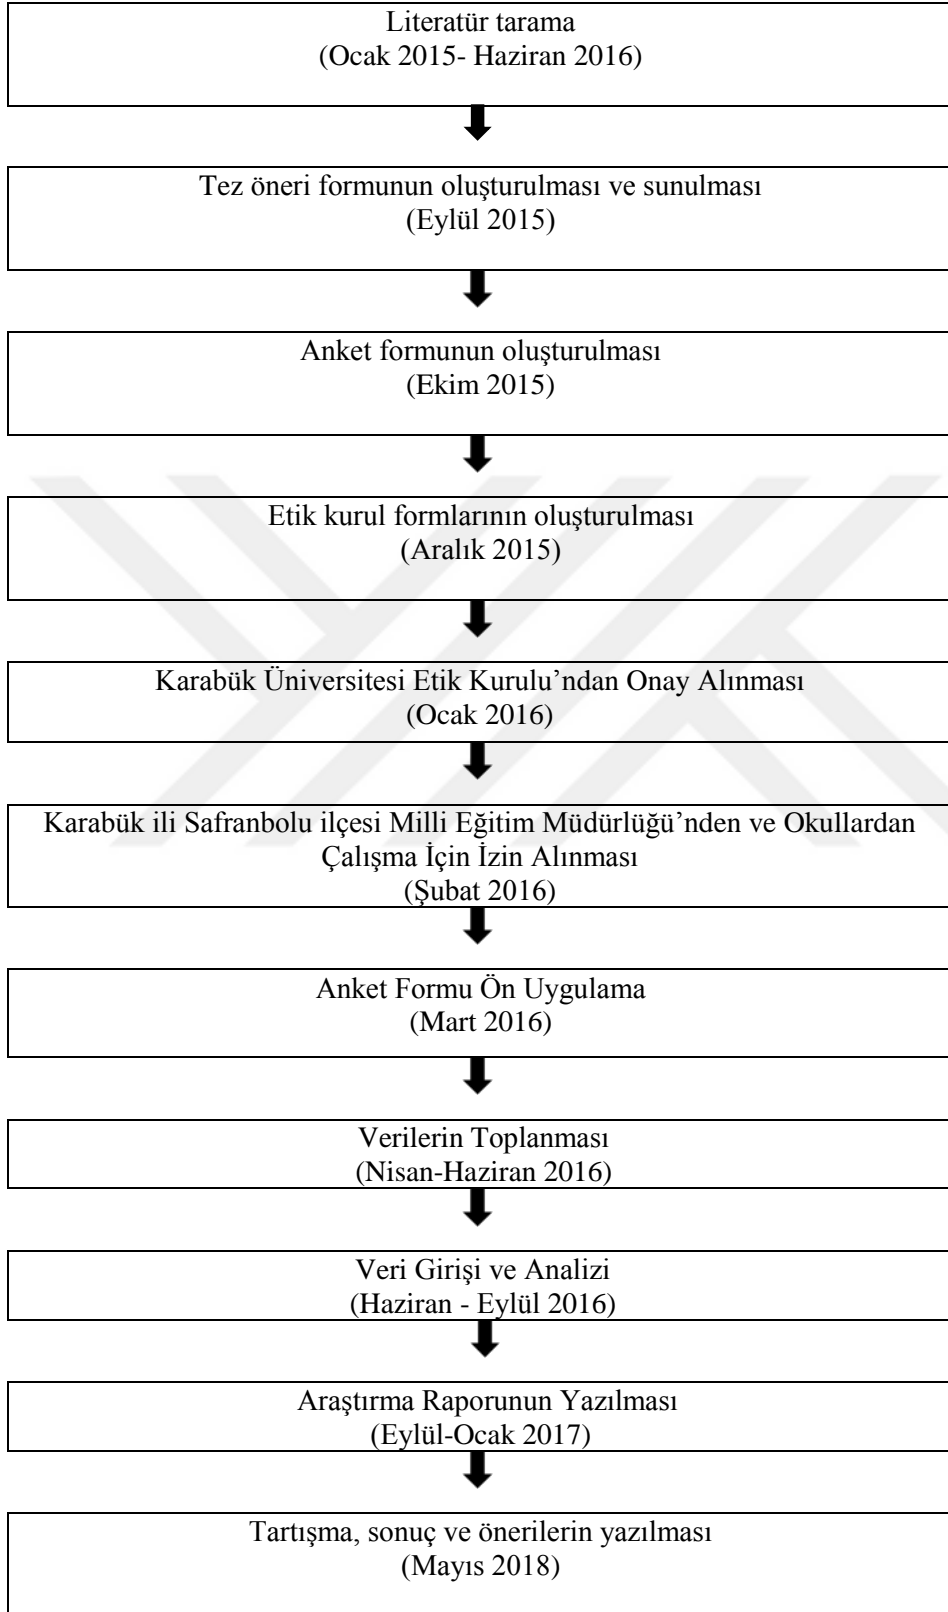 Literatür tarama
(Ocak 2015- Haziran 2016)
Tez öneri formunun oluşturulması ve sunulması
(Eylül 2015)
Anket formunun oluşturulması
(Ekim 2015)
Etik kurul formlarının oluşturulması
(Aralık 2015)
Karabük Üniversitesi Etik Kurulu’ndan Onay Alınması
(Ocak 2016)
Karabük ili Safranbolu ilçesi Milli Eğitim Müdürlüğü’nden ve Okullardan
Çalışma İçin İzin Alınması
(Şubat 2016)
Anket Formu Ön Uygulama
(Mart 2016)
Verilerin Toplanması
(Nisan-Haziran 2016)
Veri Girişi ve Analizi
(Haziran - Eylül 2016)
Araştırma Raporunun Yazılması
(Eylül-Ocak 2017)
Tartışma, sonuç ve önerilerin yazılması
(Mayıs 2018)